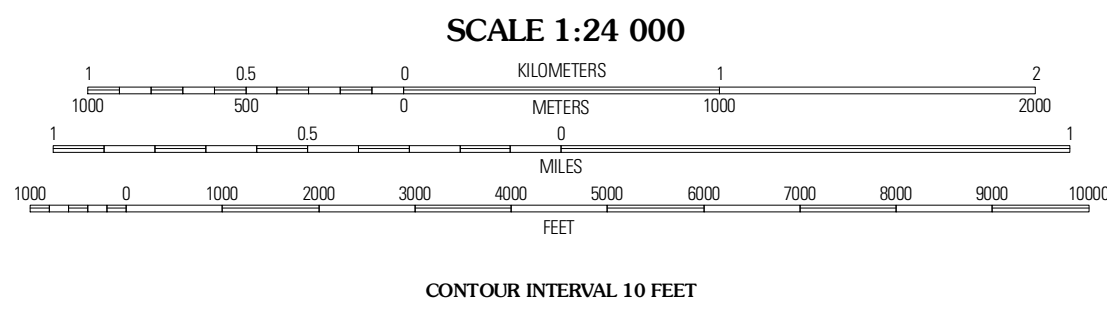 SCALE 1:24 000
1 0.5 0 KILOMETERS 1 2
1000 500 0 METERS 1000 2000
1 0.5 0 1
MILES
1000 0 1000 2000 3000 4000 5000 6000 7000 8000 9000 10000
FEET
CONTOUR INTERVAL 10 FEET